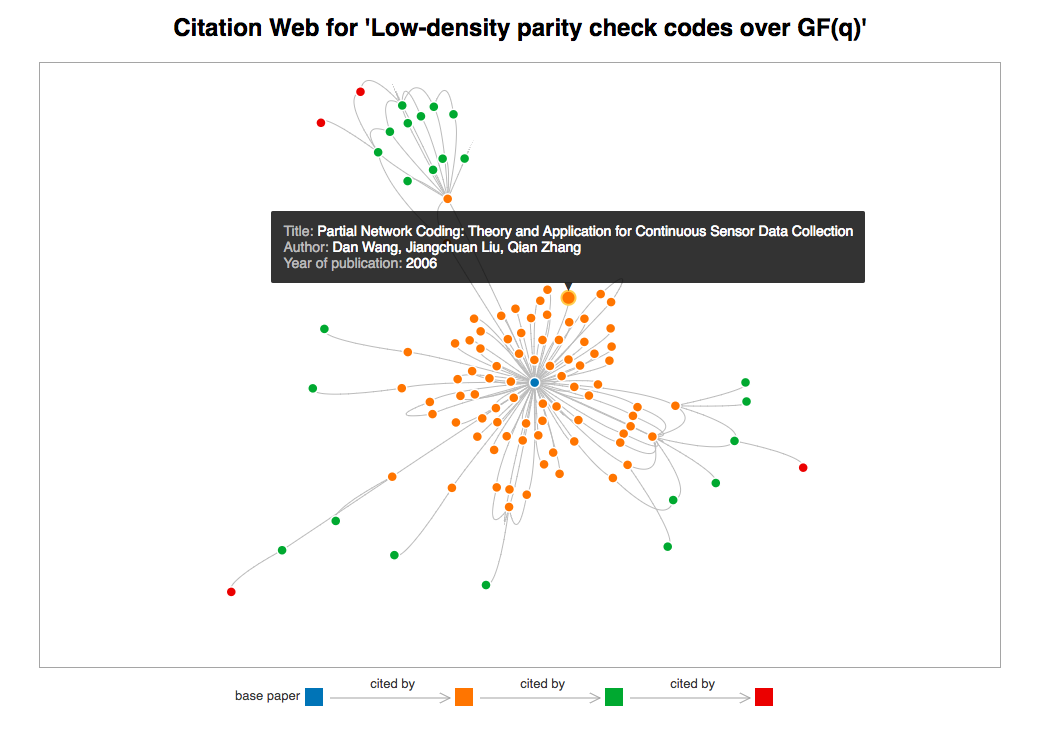 Citation Web for 'Low-density parity check codes over GF(q)'
Title: Partial Network Coding: Theory and Application for Continuous Sensor Data Collection
Author: Dan Wang, Jiangchuan Liu, Qian Zhang
Year of publication: 2006
base paper
cited by
cited by
cited by